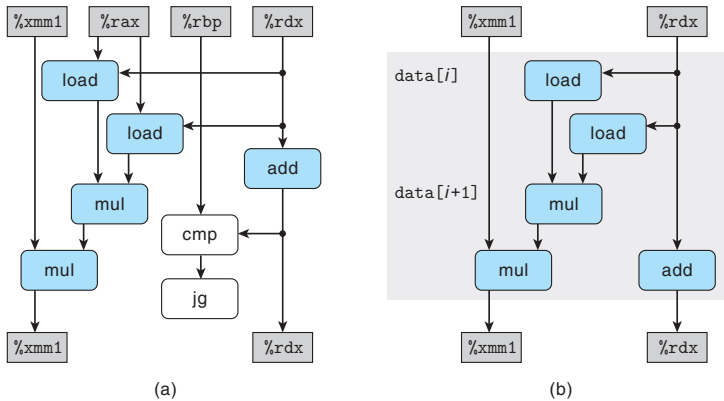 %xmm1 %rax %rbp %rdx
load
load
add
mul
cmp
mul
jg
%xmm1 %rdx
(a)
%xmm1 %rdx
data[i]
load
load
data[i+1]
mul
mul add
%xmm1 %rdx
(b)